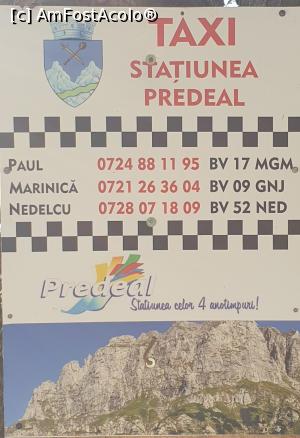 [c] AmFostAcolo®
TAXI
STAȚIUNEA
PREDEAL
PAUL 0724 88 11 95 BV 17 MGM
MARINICĂ 0721 26 36 04 BV 09 GNJ
NEDELCU 0728 07 18 09 BV 52 NED
Predeal
Stațiunea celor 4 anotimpuri!